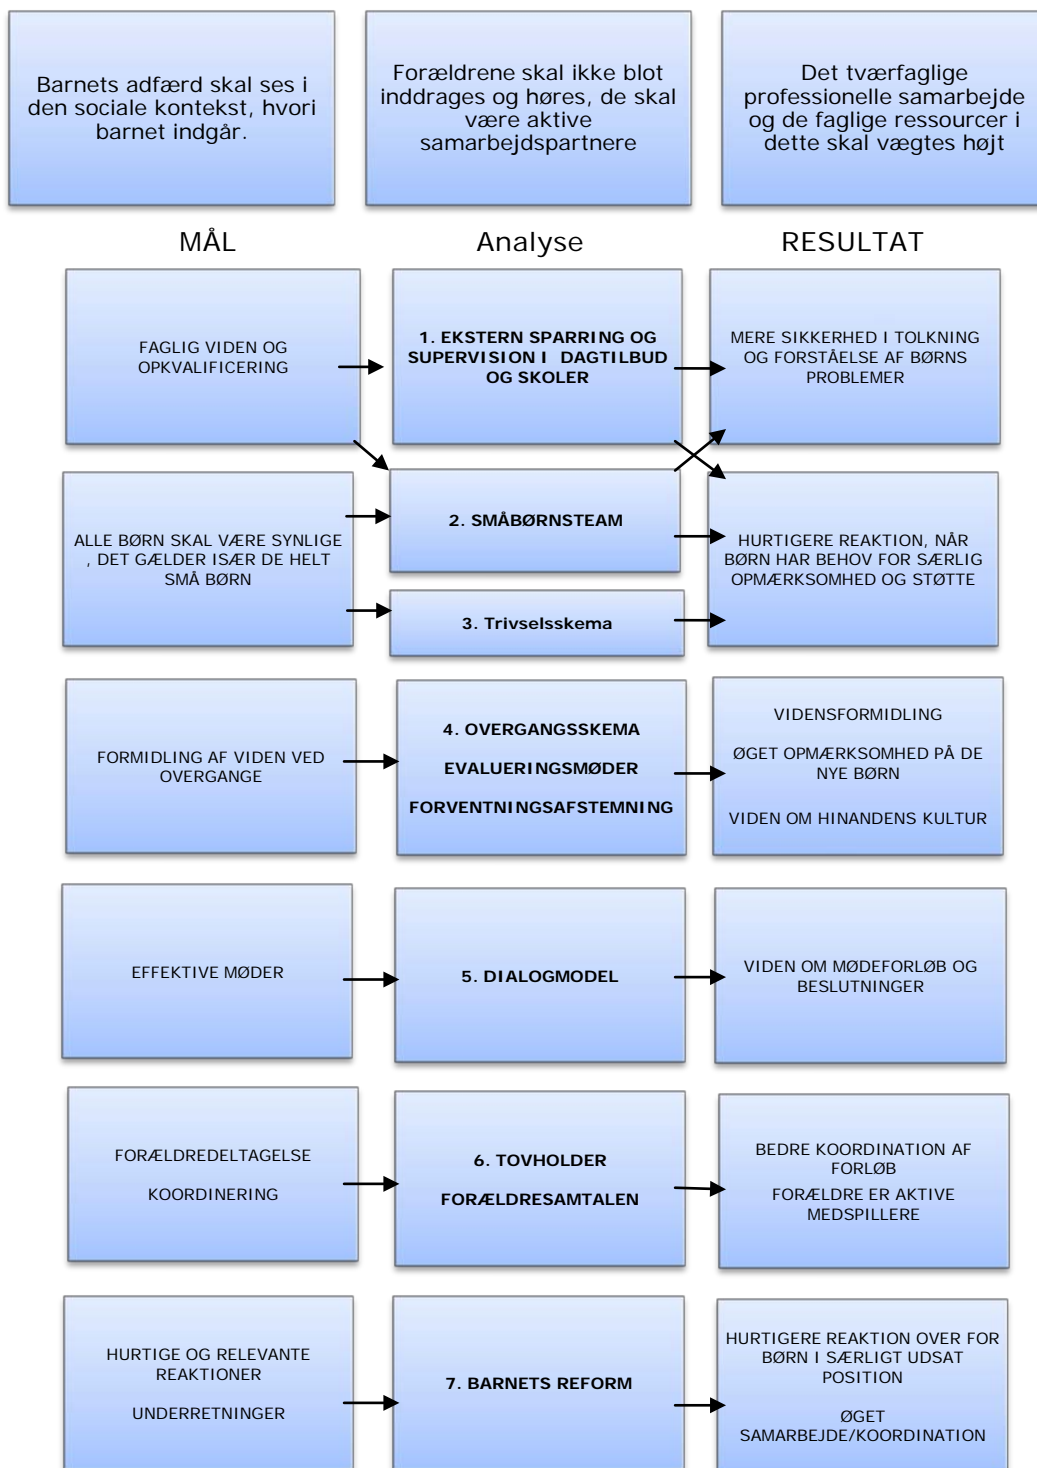 Barnets adfærd skal ses i
den sociale kontekst, hvori
barnet indgår.
Forældrene skal ikke blot
inddrages og høres, de skal
være aktive
samarbejdspartnere
Det tværfaglige
professionelle samarbejde
og de faglige ressourcer i
dette skal vægtes højt
MÅL
Analyse
RESULTAT
FAGLIG VIDEN OG
OPKVALIFICERING
1. EKSTERN SPARRING OG
SUPERVISION I DAGTILBUD
OG SKOLER
MERE SIKKERHED I TOLKNING
OG FORSTÅELSE AF BØRNS
PROBLEMER
ALLE BØRN SKAL VÆRE SYNLIGE
, DET GÆLDER ISÆR DE HELT
SMÅ BØRN
2. SMÅBØRNSTEAM
3. Trivselsskema
HURTIGERE REAKTION, NÅR
BØRN HAR BEHOV FOR SÆRLIG
OPMÆRKSOMHED OG STØTTE
FORMIDLING AF VIDEN VED
OVERGANGE
4. OVERGANGSSKEMA
EVALUERINGSMØDER
FORVENTNINGSAFSTEMNING
VIDENSFORMIDLING
ØGET OPMÆRKSOMHED PÅ DE
NYE BØRN
VIDEN OM HINANDENS KULTUR
EFFEKTIVE MØDER
5. DIALOGMODEL
VIDEN OM MØDEFORLØB OG
BESLUTNINGER
FORÆLDREDELTAGELSE
KOORDINERING
6. TOVHOLDER
FORÆLDRESAMTALEN
BEDRE KOORDINATION AF
FORLØB
FORÆLDRE ER AKTIVE
MEDSPILLERE
HURTIGE OG RELEVANTE
REAKTIONER
UNDERRETNINGER
7. BARNETS REFORM
HURTIGERE REAKTION OVER FOR
BØRN I SÆRLIGT UDSAT
POSITION
ØGET
SAMARBEJDE/KOORDINATION